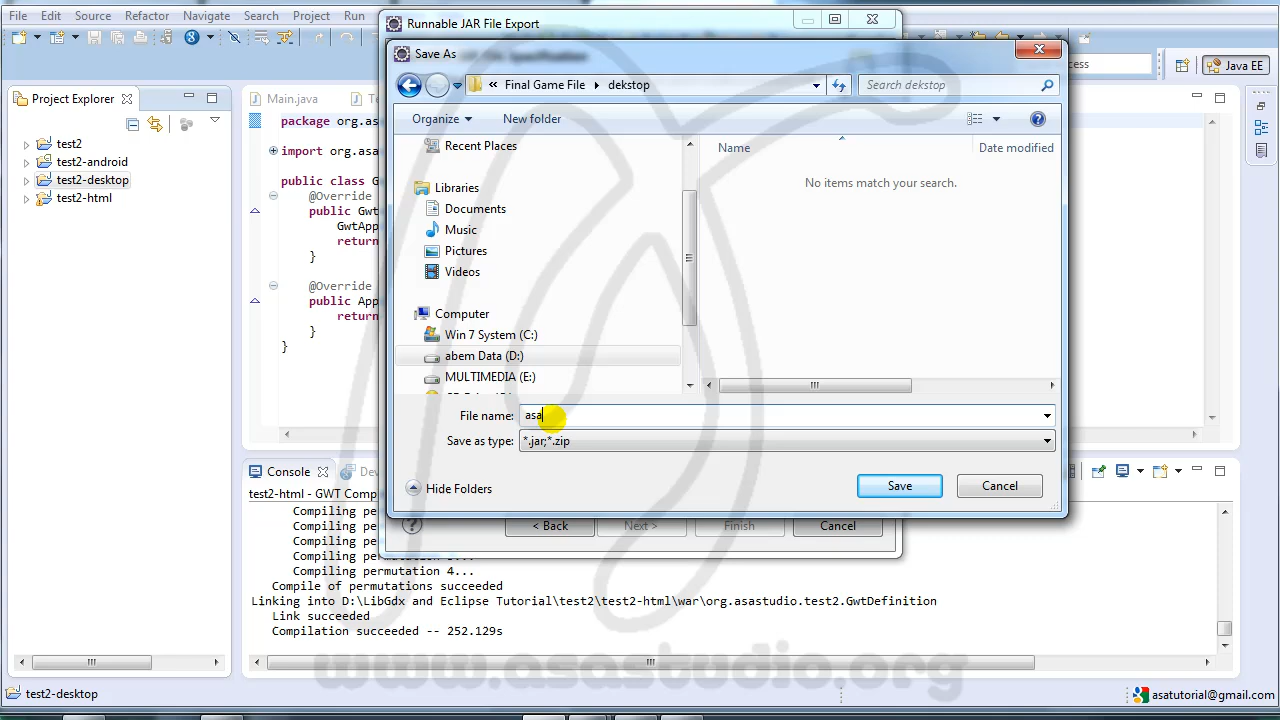 File Edit Source Refactor Navigate Search Project Run
Runnable JAR File Export
Save As
Final Game File dekstop
Search dekstop
Java EE
Project Explorer
Main.java
Organize
New folder
test2
test2-android
test2-desktop
test2-html
package org.as
import org.asa
public class G
@Override
public Gwt
GwtApp
return
}
@Override
public App
return
}
}
Recent Places
Libraries
Documents
Music
Pictures
Videos
Computer
Win 7 System (C:)
abem Data (D:)
MULTIMEDIA (E:)
Name
Date modified
No items match your search.
File name:
asa
Save as type:
*.jar;*.zip
Hide Folders
Save
Cancel
< Back
Next >
Finish
Cancel
Console
test2-html - GWT Comp
Compiling pe
Compiling pe
Compiling pe
Compiling permutation 4...
Compile of permutations succeeded
Linking into D:\LibGdx and Eclipse Tutorial\test2\test2-html\war\org.asastudio.test2.GwtDefinition
Link succeeded
Compilation succeeded -- 252.129s
www.asastudio.org
test2-desktop
asatutorial@gmail.com